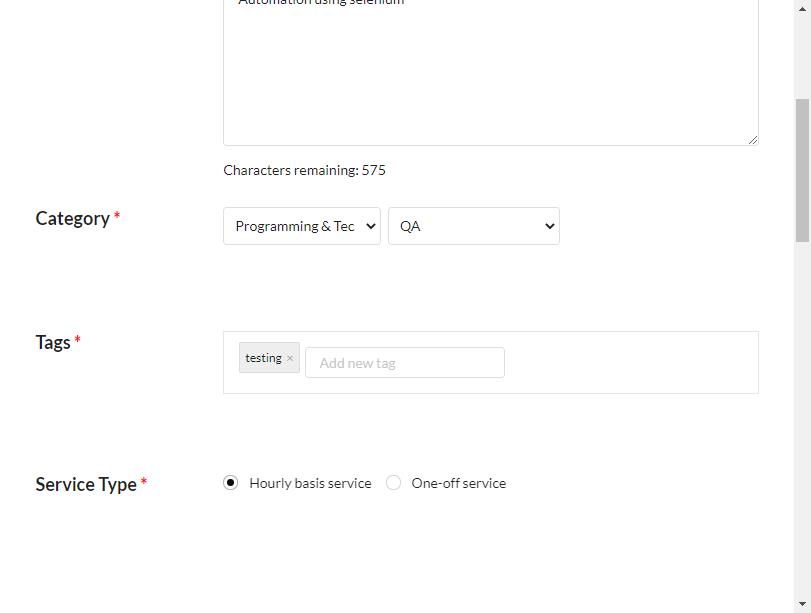 Automation using selenium
Characters remaining: 575
Category *
Programming & Tec
QA
Tags *
testing ×
Add new tag
Service Type *
Hourly basis service
One-off service